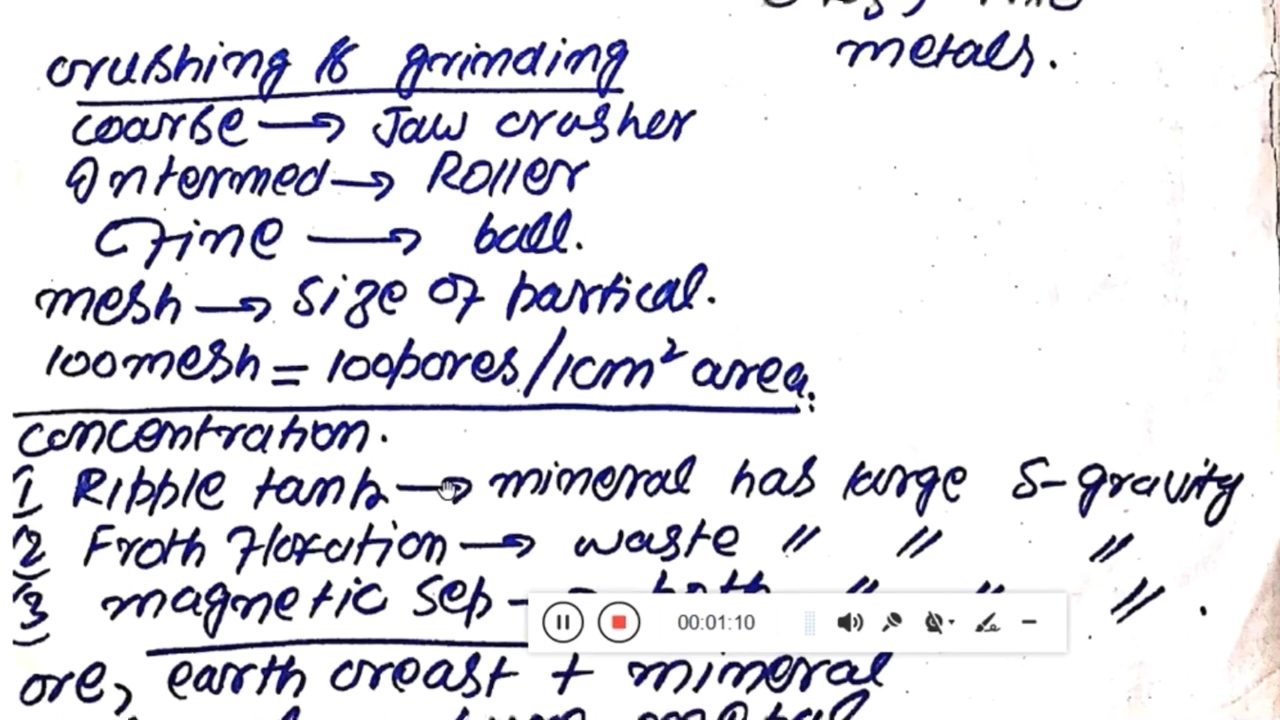 metals.
crushing & grinding
coarse → Jaw crusher
Intermed → Roller
Fine → ball.
mesh → size of partical.
100mesh = 100pores/1cm² area.
concentration.
1 Ripple tank → mineral has large S-gravity
2 Froth Flotation → waste " " "
3 magnetic sep → both " " " .
00:01:10
ore, earth creast + mineral